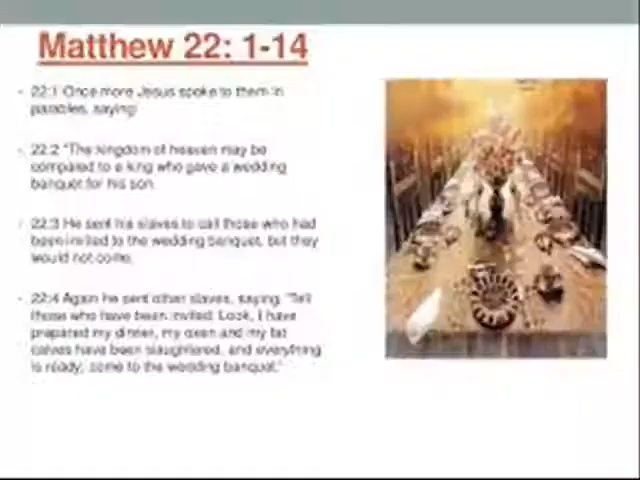 Matthew 22: 1-14
22:1 Once more Jesus spoke to them in
parables, saying:
22:2 "The kingdom of heaven may be
compared to a king who gave a wedding
banquet for his son.
22:3 He sent his slaves to call those who had
been invited to the wedding banquet, but they
would not come.
22:4 Again he sent other slaves, saying, "Tell
those who have been invited: Look, I have
prepared my dinner, my oxen and my fat
calves have been slaughtered, and everything
is ready; come to the wedding banquet."